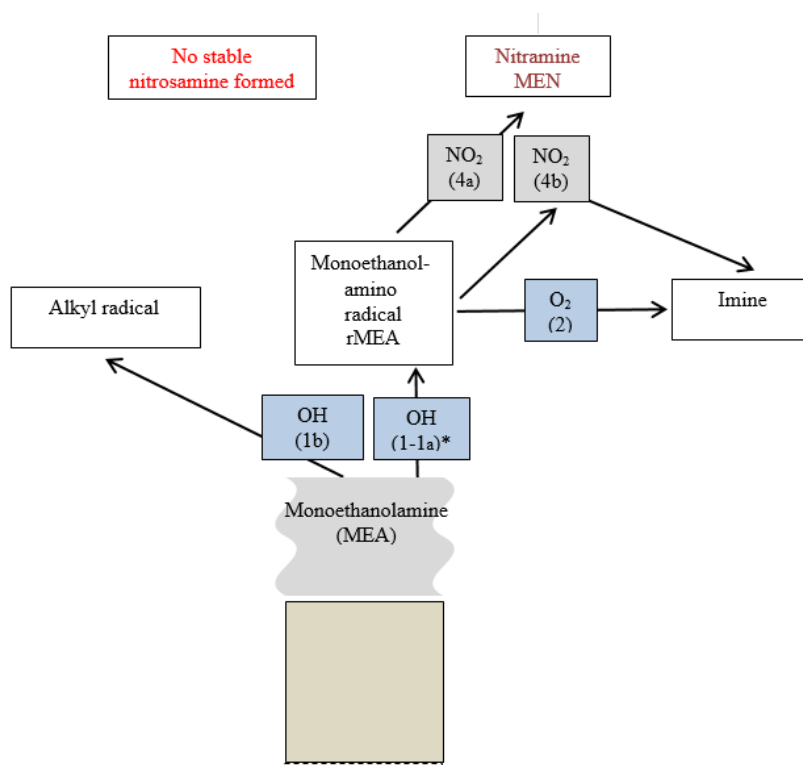 No stable
nitrosamine formed
Nitramine
MEN
NO₂
(4a)
NO₂
(4b)
Monoethanol-
amino
radical
rMEA
Alkyl radical
O₂
(2)
Imine
OH
(1b)
OH
(1-1a)*
Monoethanolamine
(MEA)